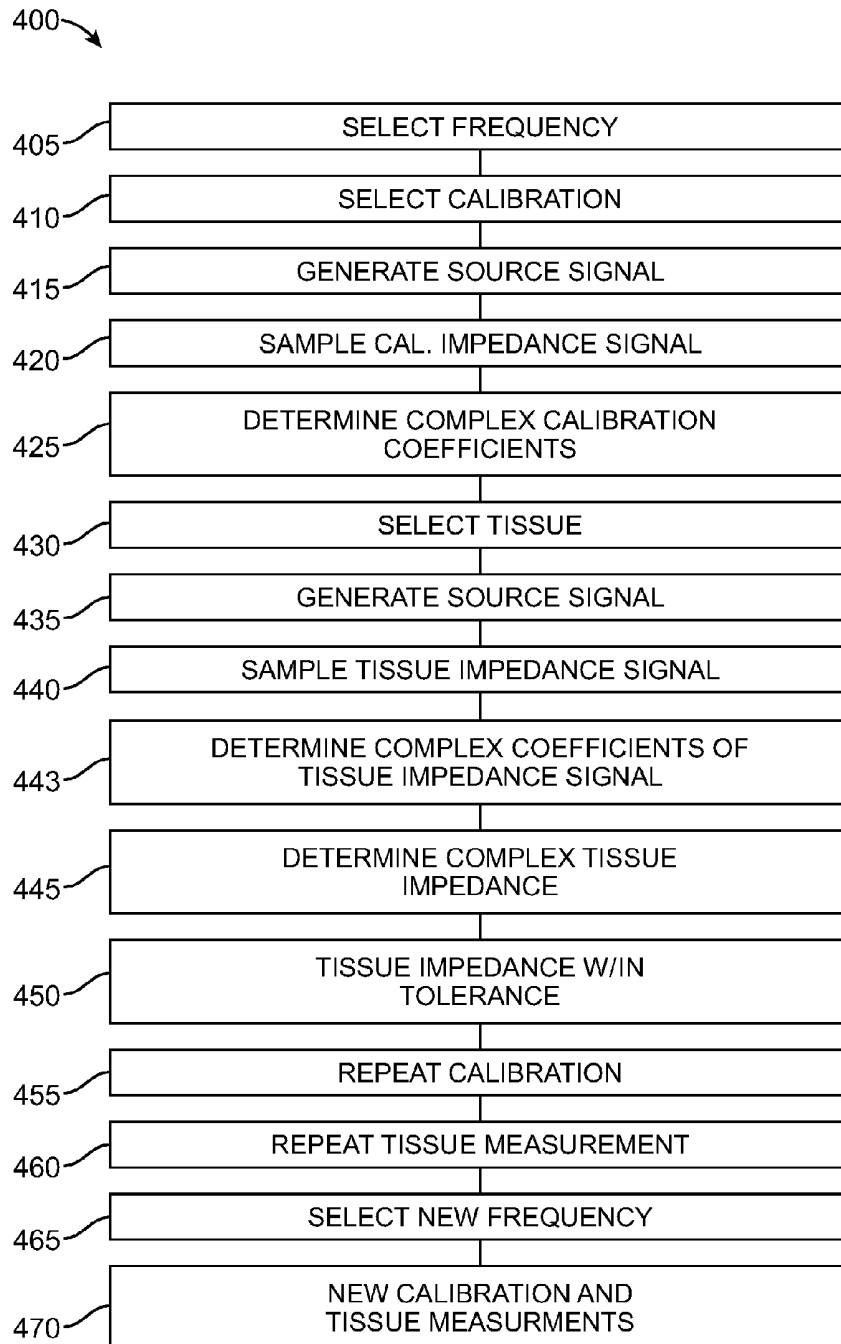 400
405
SELECT FREQUENCY
410
SELECT CALIBRATION
415
GENERATE SOURCE SIGNAL
420
SAMPLE CAL. IMPEDANCE SIGNAL
425
DETERMINE COMPLEX CALIBRATION
COEFFICIENTS
430
SELECT TISSUE
435
GENERATE SOURCE SIGNAL
440
SAMPLE TISSUE IMPEDANCE SIGNAL
443
DETERMINE COMPLEX COEFFICIENTS OF
TISSUE IMPEDANCE SIGNAL
445
DETERMINE COMPLEX TISSUE
IMPEDANCE
450
TISSUE IMPEDANCE W/IN
TOLERANCE
455
REPEAT CALIBRATION
460
REPEAT TISSUE MEASUREMENT
465
SELECT NEW FREQUENCY
470
NEW CALIBRATION AND
TISSUE MEASURMENTS